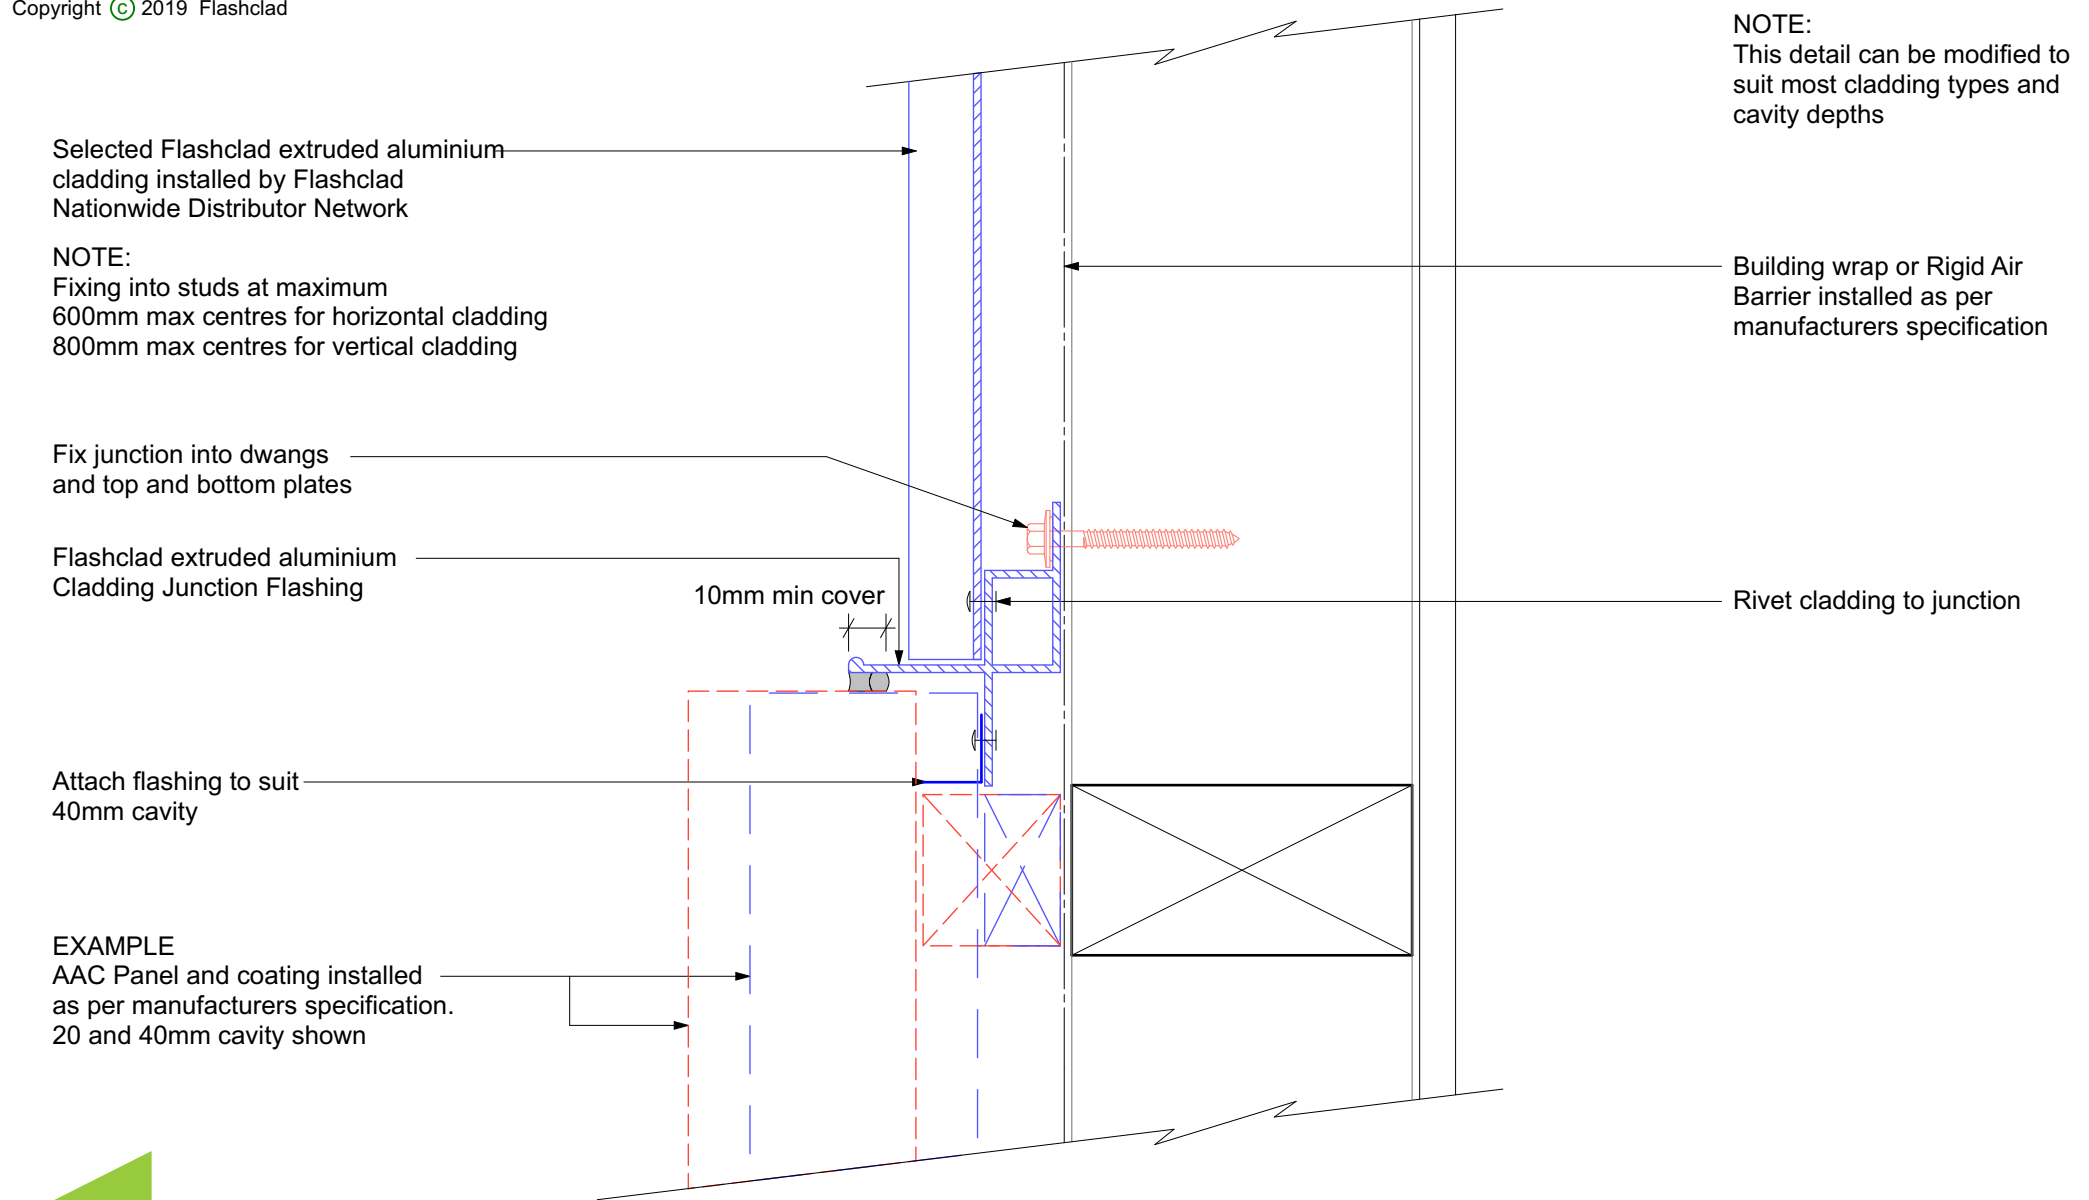 Copyright © 2019 Flashclad
NOTE:
This detail can be modified to
suit most cladding types and
cavity depths
Selected Flashclad extruded aluminium
cladding installed by Flashclad
Nationwide Distributor Network
NOTE:
Fixing into studs at maximum
600mm max centres for horizontal cladding
800mm max centres for vertical cladding
Building wrap or Rigid Air
Barrier installed as per
manufacturers specification
Fix junction into dwangs
and top and bottom plates
Flashclad extruded aluminium
Cladding Junction Flashing
10mm min cover
Rivet cladding to junction
Attach flashing to suit
40mm cavity
EXAMPLE
AAC Panel and coating installed
as per manufacturers specification.
20 and 40mm cavity shown